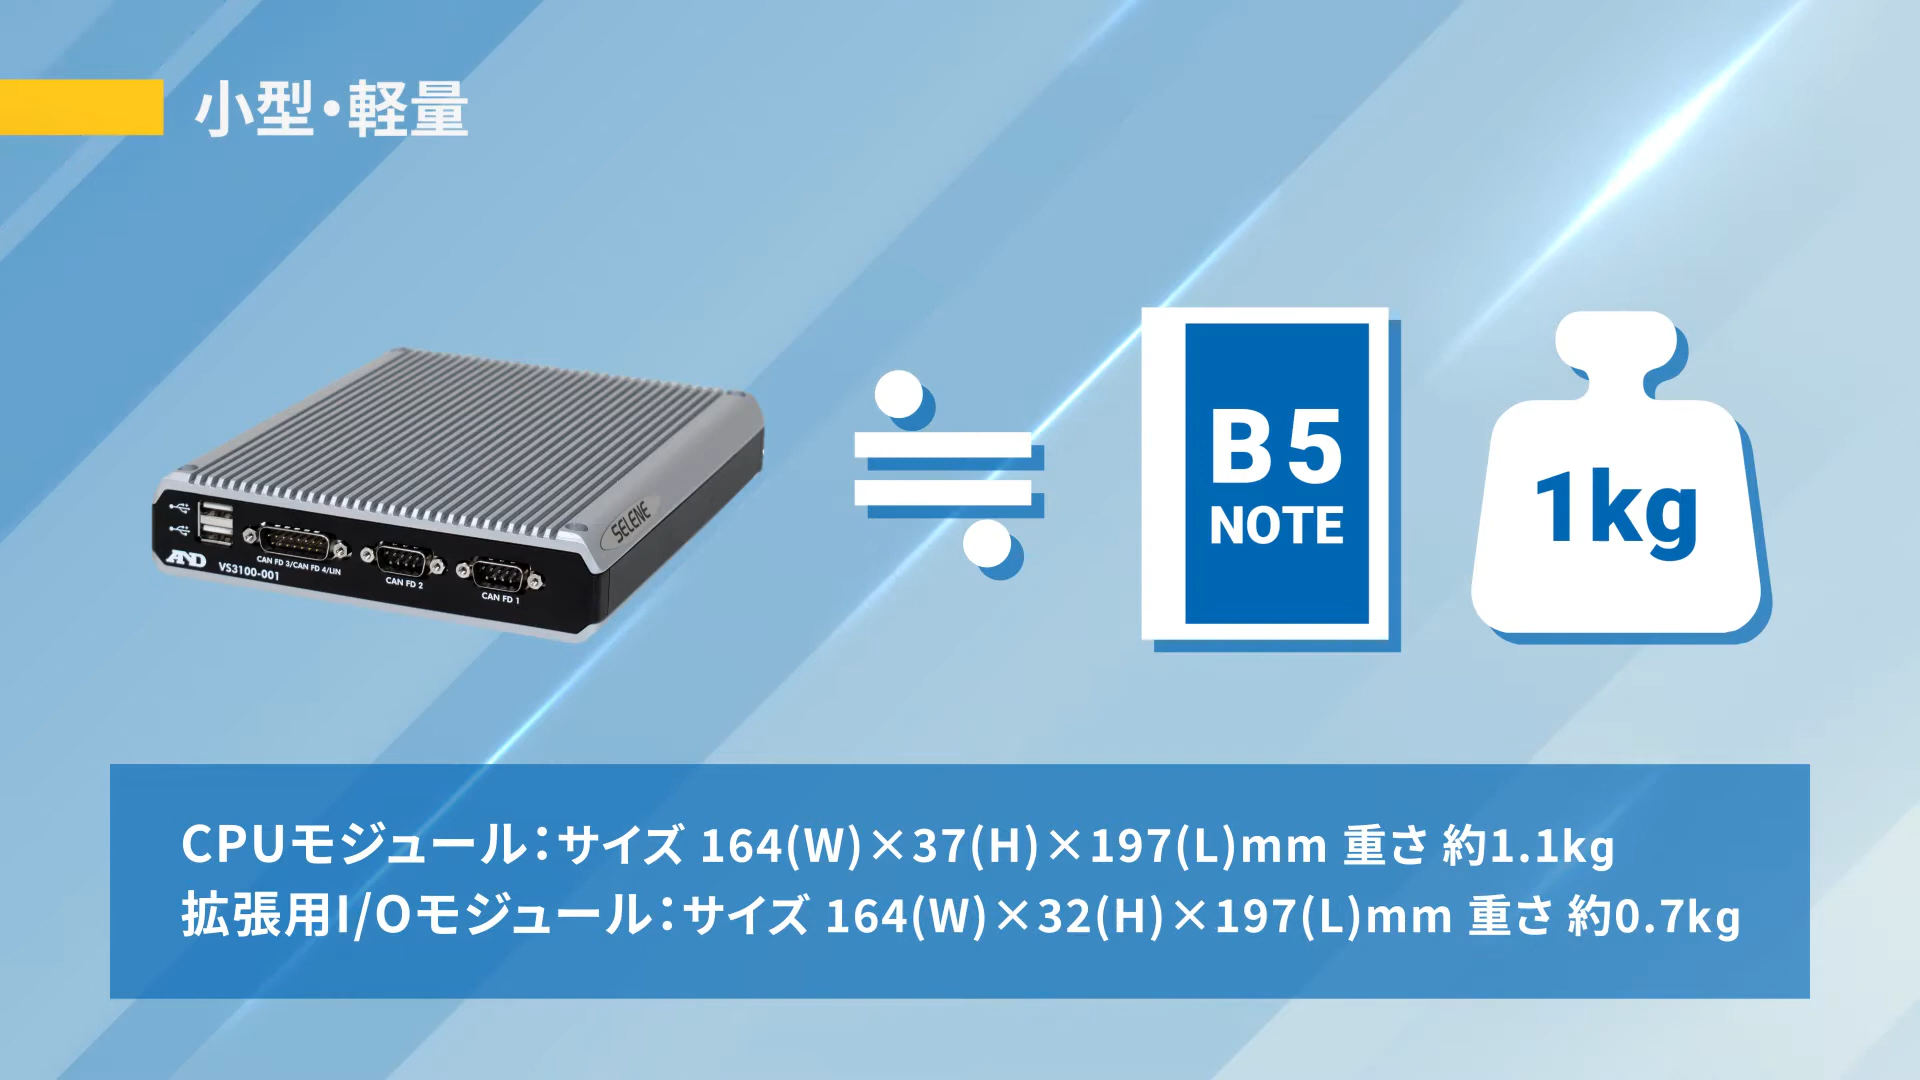 小型・軽量
B5
NOTE
1kg
SELENE
AND
VS3100-001
CAN FD 3/CAN FD 4/LIN
CAN FD 2
CAN FD 1
CPUモジュール：サイズ 164(W)×37(H)×197(L)mm 重さ 約1.1kg
拡張用I/Oモジュール：サイズ 164(W)×32(H)×197(L)mm 重さ 約0.7kg